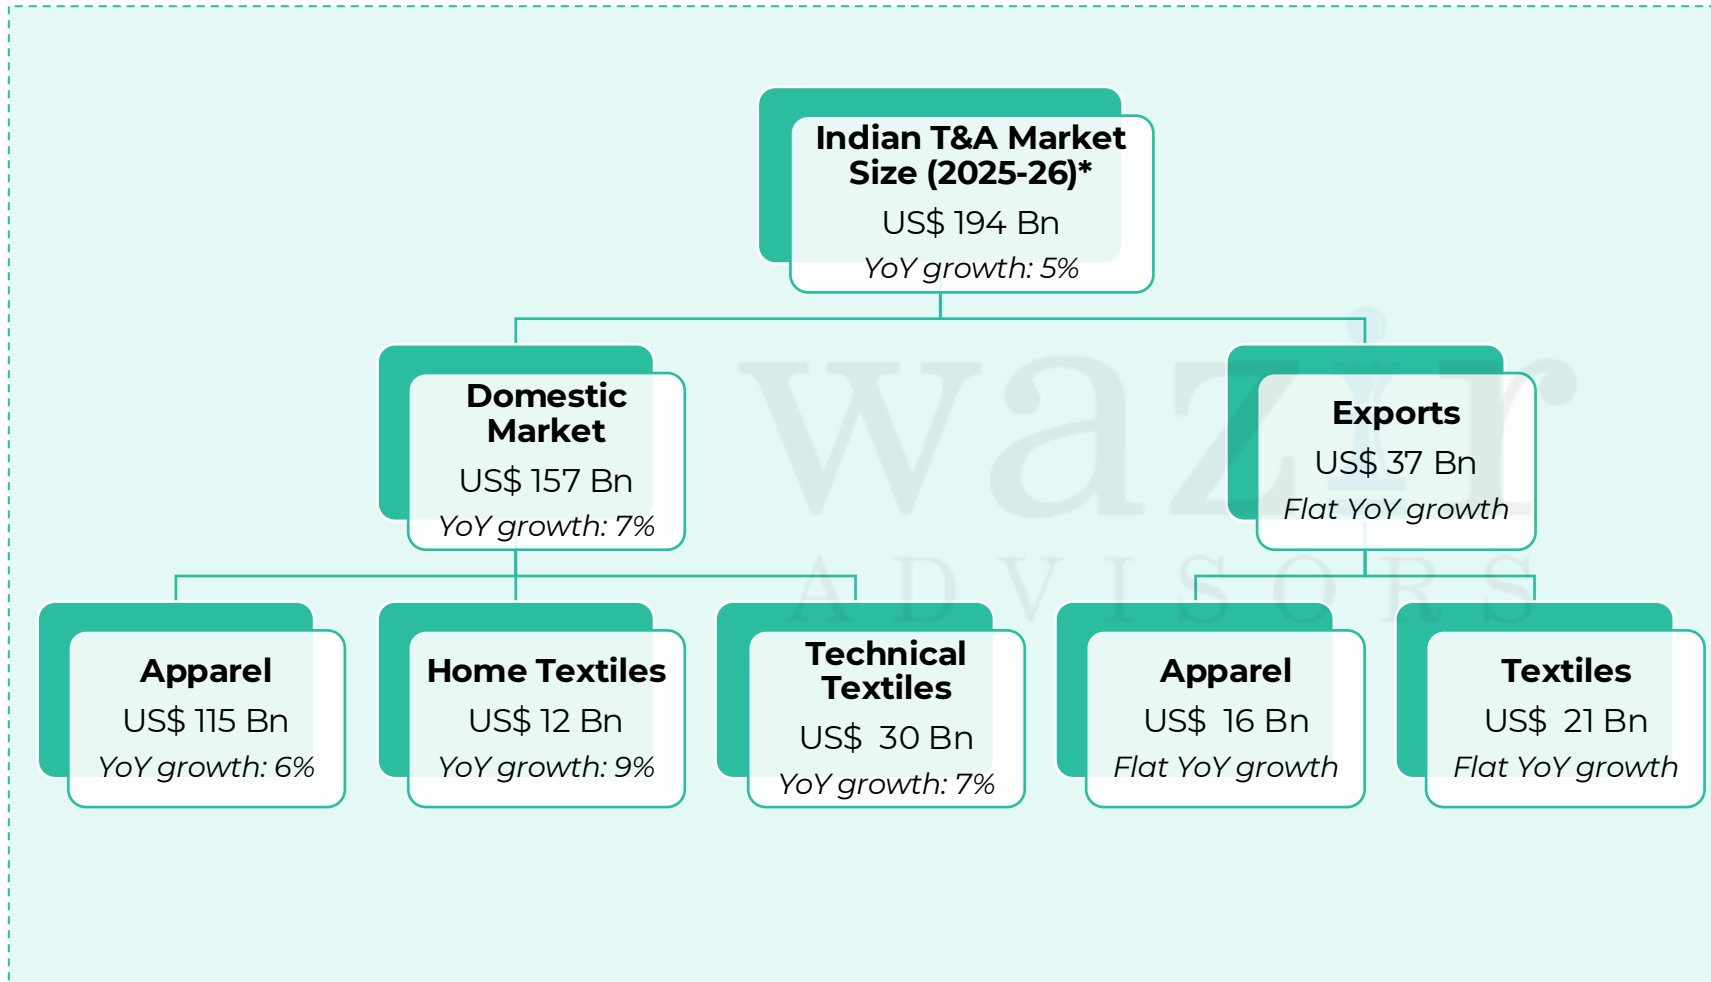 Indian T&A Market
Size (2025-26)*
US$ 194 Bn
YoY growth: 5%
Domestic
Market
US$ 157 Bn
YoY growth: 7%
Exports
US$ 37 Bn
Flat YoY growth
wazir
ADVISORS
Apparel
US$ 115 Bn
YoY growth: 6%
Home Textiles
US$ 12 Bn
YoY growth: 9%
Technical
Textiles
US$ 30 Bn
YoY growth: 7%
Apparel
US$ 16 Bn
Flat YoY growth
Textiles
US$ 21 Bn
Flat YoY growth